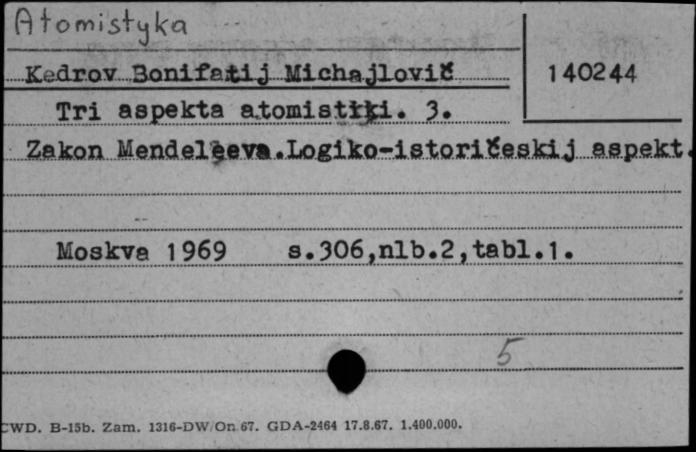 Atomistyka
Kedrov Bonifatij Michajlovič 140244
Tri aspekta atomistiki. 3.
Zakon Mendeleeva.Logiko-istoričeskij aspekt.
Moskva 1969 s.306,nlb.2,tabl.1.
5
CWD. B-15b. Zam. 1316-DW/On 67. GDA-2464 17.8.67. 1.400.000.